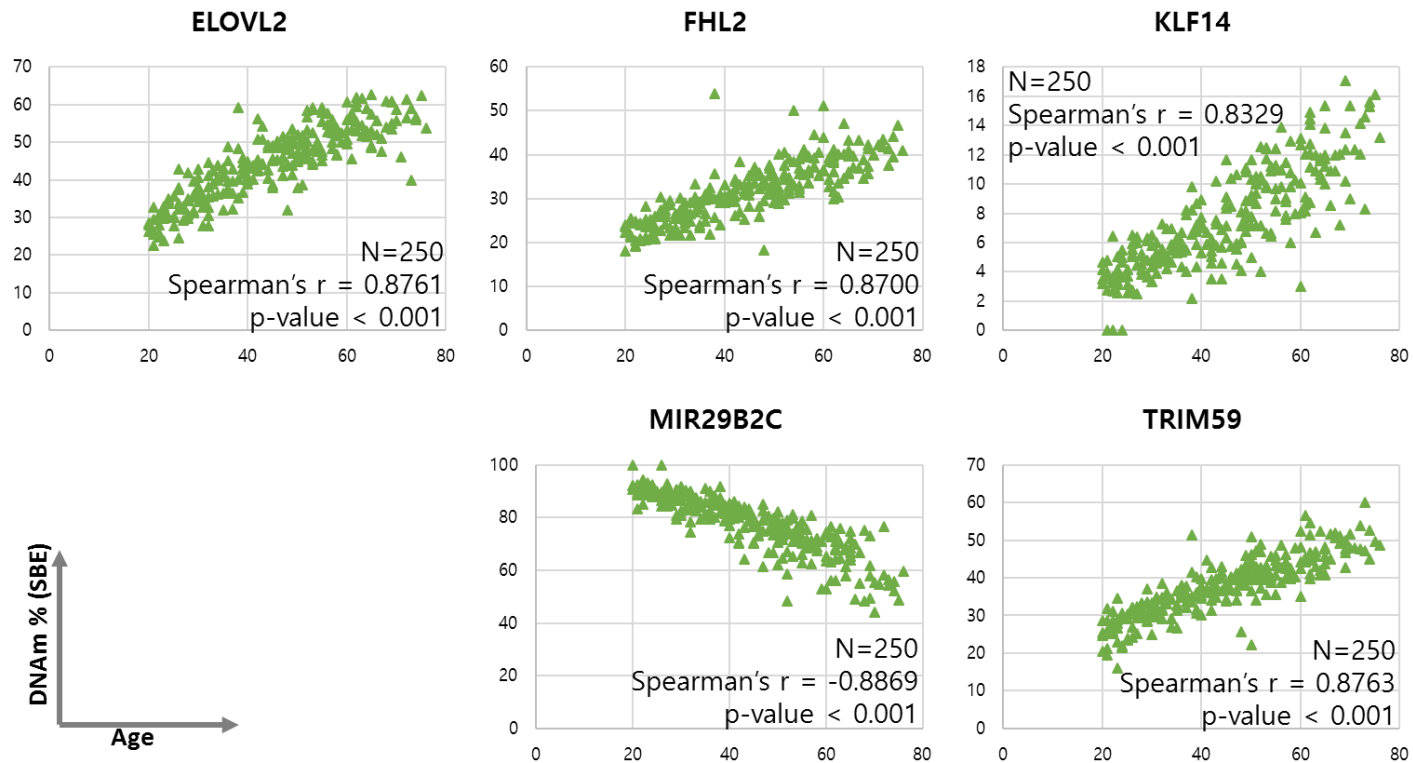 ELOVL2
70
60
50
40
30
20
10
0
0 20 40 60 80
N=250
Spearman's r = 0.8761
p-value < 0.001
FHL2
60
50
40
30
20
10
0
0 20 40 60 80
N=250
Spearman's r = 0.8700
p-value < 0.001
KLF14
18
16
14
12
10
8
6
4
2
0
0 20 40 60 80
N=250
Spearman's r = 0.8329
p-value < 0.001
DNAm % (SBE)
Age
MIR29B2C
100
80
60
40
20
0
0 20 40 60 80
N=250
Spearman's r = -0.8869
p-value < 0.001
TRIM59
70
60
50
40
30
20
10
0
0 20 40 60 80
N=250
Spearman's r = 0.8763
p-value < 0.001